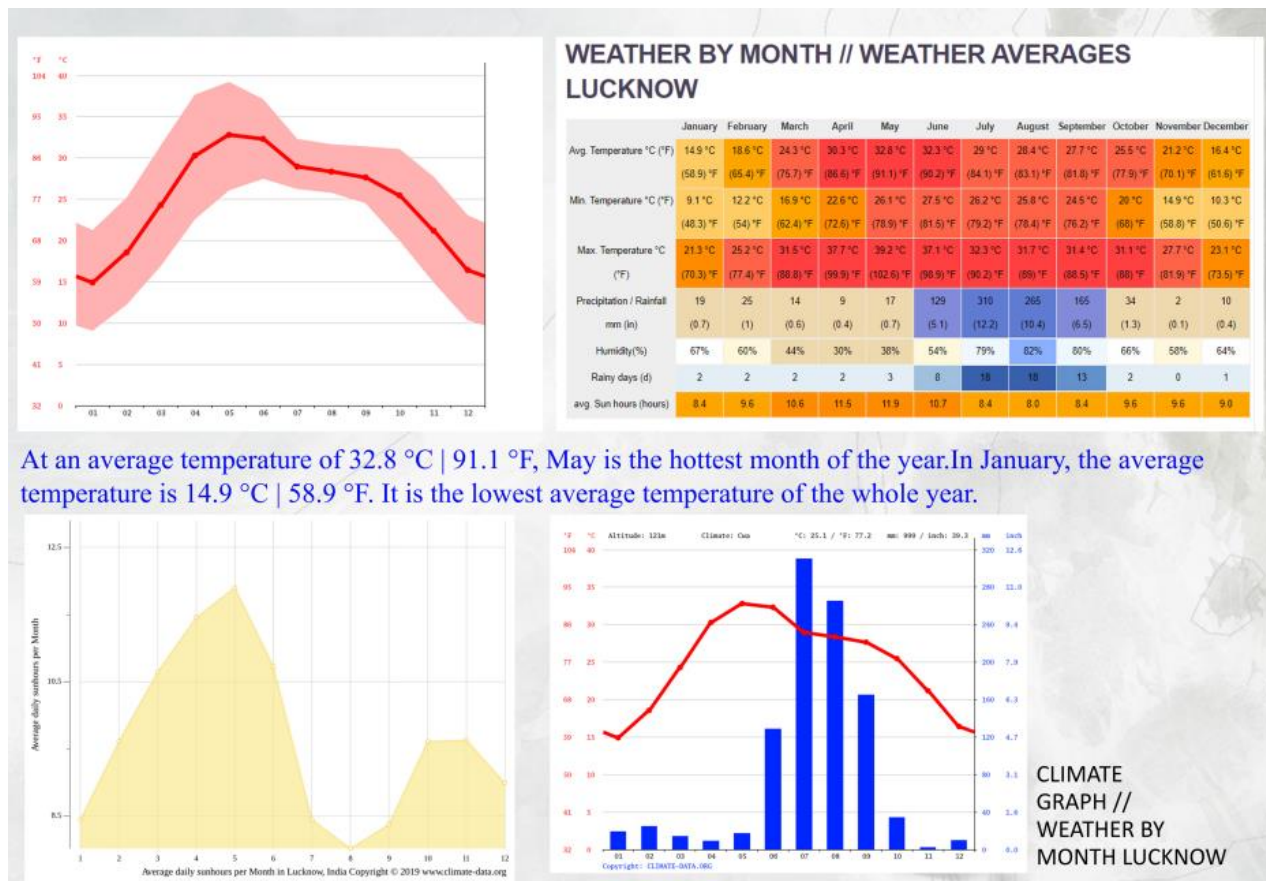 °F °C
104 40
95 35
86 30
77 25
68 20
59 15
50 10
41 5
32 0
01 02 03 04 05 06 07 08 09 10 11 12
WEATHER BY MONTH // WEATHER AVERAGES
LUCKNOW
January February March April May June July August September October November December
Avg. Temperature °C (°F) 14.9 °C 18.6 °C 24.3 °C 30.3 °C 32.8 °C 32.3 °C 29 °C 28.4 °C 27.7 °C 25.5 °C 21.2 °C 16.4 °C
(58.9) °F (65.4) °F (75.7) °F (86.6) °F (91.1) °F (90.2) °F (84.1) °F (83.1) °F (81.8) °F (77.9) °F (70.1) °F (61.6) °F
Min. Temperature °C (°F) 9.1 °C 12.2 °C 16.9 °C 22.6 °C 26.1 °C 27.5 °C 26.2 °C 25.8 °C 24.5 °C 20 °C 14.9 °C 10.3 °C
(48.3) °F (54) °F (62.4) °F (72.6) °F (78.9) °F (81.5) °F (79.2) °F (78.4) °F (76.2) °F (68) °F (58.8) °F (50.6) °F
Max. Temperature °C 21.3 °C 25.2 °C 31.5 °C 37.7 °C 39.2 °C 37.1 °C 32.3 °C 31.7 °C 31.4 °C 31.1 °C 27.7 °C 23.1 °C
(°F) (70.3) °F (77.4) °F (88.8) °F (99.9) °F (102.6) °F (98.9) °F (90.2) °F (89) °F (88.5) °F (88) °F (81.9) °F (73.5) °F
Precipitation / Rainfall 19 25 14 9 17 129 310 265 165 34 2 10
mm (in) (0.7) (1) (0.6) (0.4) (0.7) (5.1) (12.2) (10.4) (6.5) (1.3) (0.1) (0.4)
Humidity(%) 67% 60% 44% 30% 38% 54% 79% 82% 80% 66% 58% 64%
Rainy days (d) 2 2 2 2 3 8 18 18 13 2 0 1
avg. Sun hours (hours) 8.4 9.6 10.6 11.5 11.9 10.7 8.4 8.0 8.4 9.6 9.6 9.0
At an average temperature of 32.8 °C | 91.1 °F, May is the hottest month of the year.In January, the average
temperature is 14.9 °C | 58.9 °F. It is the lowest average temperature of the whole year.
Average daily sunhours per Month
12.5
10.5
8.5
1 2 3 4 5 6 7 8 9 10 11 12
Average daily sunhours per Month in Lucknow, India Copyright © 2019 www.climate-data.org
°F °C Altitude: 121m Climate: Cwa °C: 25.1 / °F: 77.2 mm: 999 / inch: 39.3 mm inch
104 40 320 12.6
95 35 280 11.0
86 30 240 9.4
77 25 200 7.9
68 20 160 6.3
59 15 120 4.7
50 10 80 3.1
41 5 40 1.6
32 0 0 0.0
01 02 03 04 05 06 07 08 09 10 11 12
Copyright: CLIMATE-DATA.ORG
CLIMATE
GRAPH //
WEATHER BY
MONTH LUCKNOW